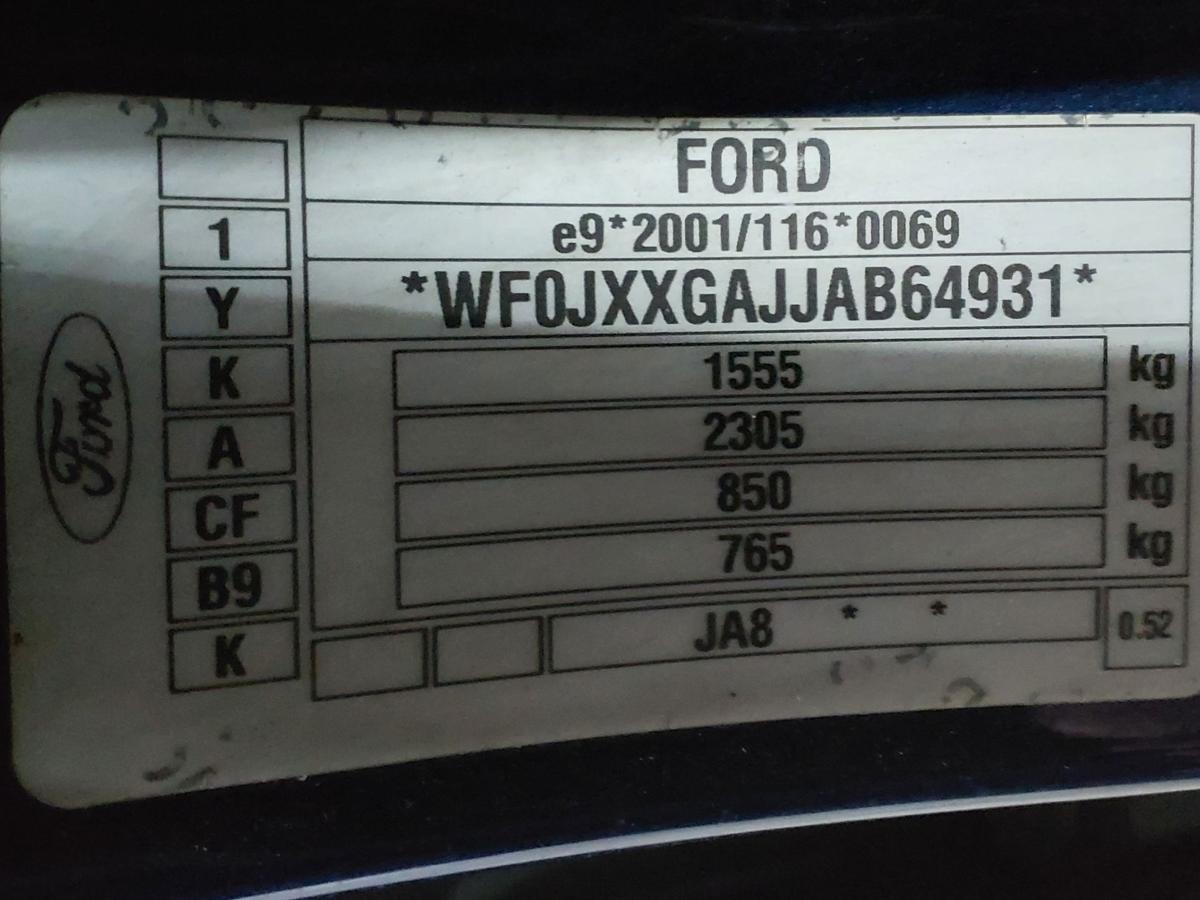 FORD
1 e9*2001/116*0069
Y *WF0JXXGAJJAB64931*
K 1555 kg
A 2305 kg
CF 850 kg
B9 765 kg
K JA8 * * 0.52
Ford